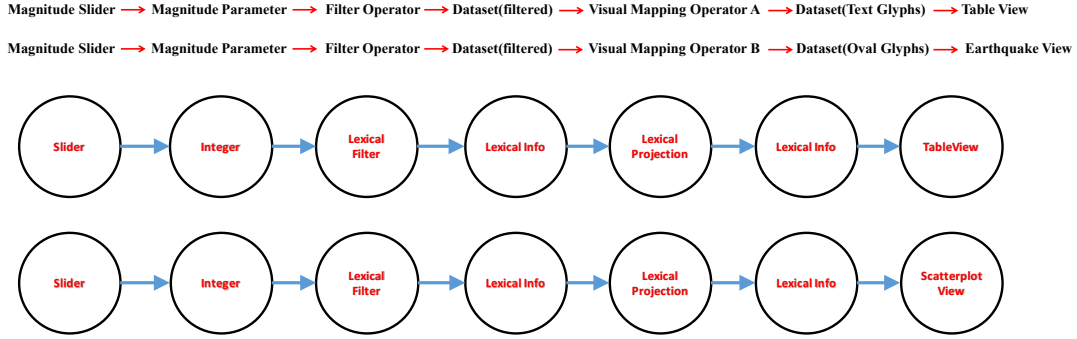 Magnitude Slider → Magnitude Parameter → Filter Operator → Dataset(filtered) → Visual Mapping Operator A → Dataset(Text Glyphs) → Table View
Magnitude Slider → Magnitude Parameter → Filter Operator → Dataset(filtered) → Visual Mapping Operator B → Dataset(Oval Glyphs) → Earthquake View
Slider
Integer
Lexical
Filter
Lexical Info
Lexical
Projection
Lexical Info
TableView
Slider
Integer
Lexical
Filter
Lexical Info
Lexical
Projection
Lexical Info
Scatterplot
View